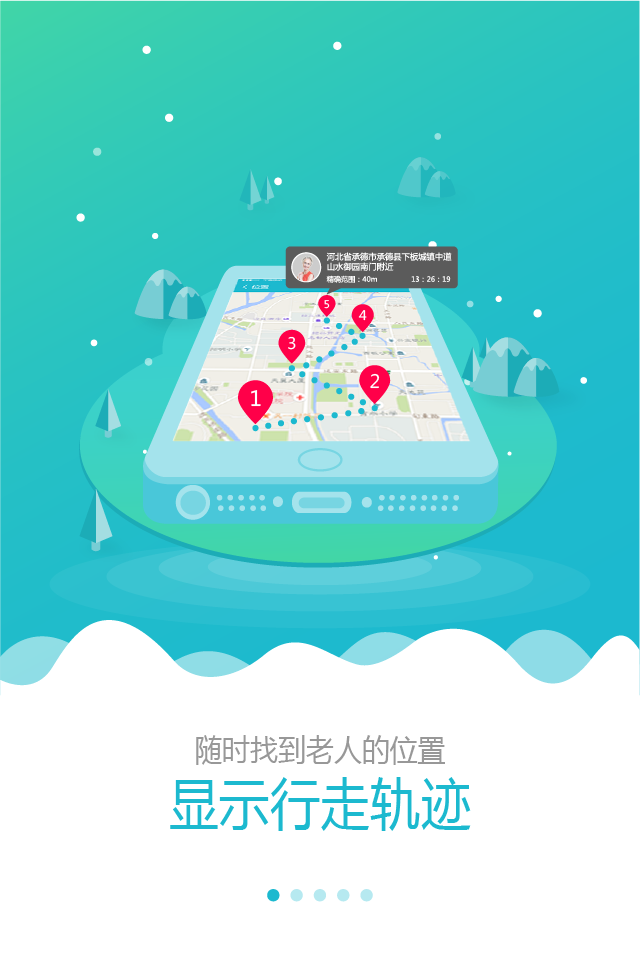 河北省承德市承德县下板城镇中道
山水御园南门附近
精确范围：40m 13：26：19
< 位置
5
4
3
2
1
随时找到老人的位置
显示行走轨迹